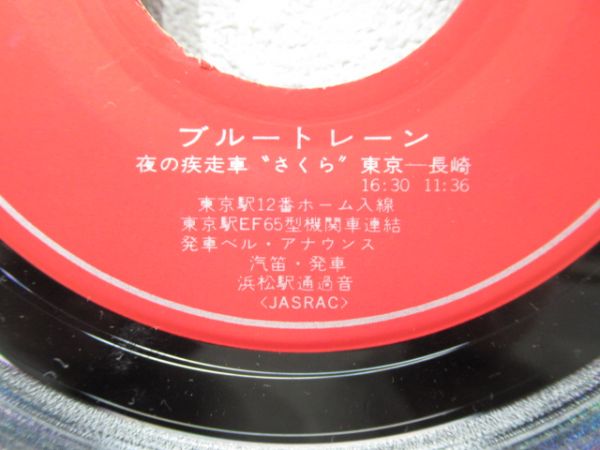 ブルートレーン
夜の疾走車〝さくら〟東京─長崎
16:30 11:36
東京駅12番ホーム入線
東京駅EF65型機関車連結
発車ベル・アナウンス
汽笛・発車
浜松駅通過音
〈JASRAC〉